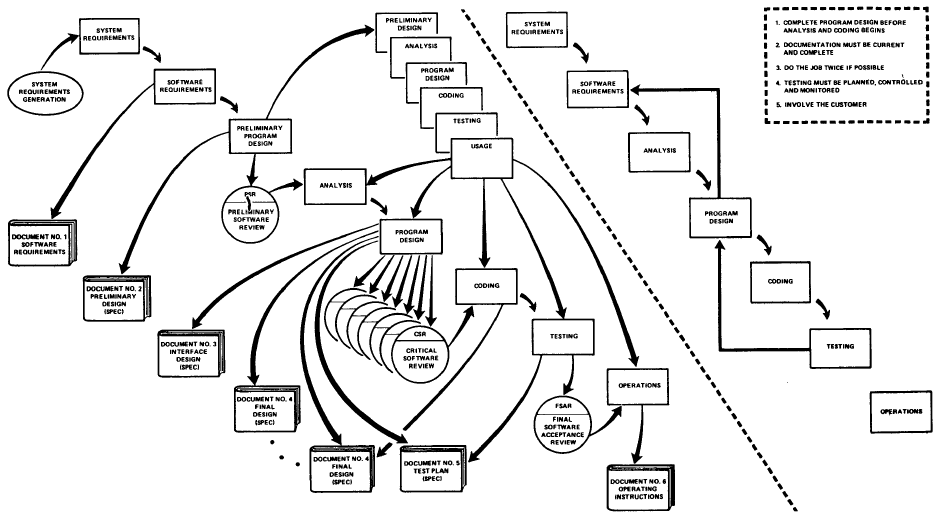 SYSTEM
REQUIREMENTS
SYSTEM
REQUIREMENTS
GENERATION
SOFTWARE
REQUIREMENTS
PRELIMINARY
PROGRAM
DESIGN
PRELIMINARY
DESIGN
ANALYSIS
PROGRAM
DESIGN
CODING
TESTING
USAGE
PSR
PRELIMINARY
SOFTWARE
REVIEW
ANALYSIS
PROGRAM
DESIGN
CODING
TESTING
OPERATIONS
CSR
CRITICAL
SOFTWARE
REVIEW
FSAR
FINAL
SOFTWARE
ACCEPTANCE
REVIEW
DOCUMENT NO. 1
SOFTWARE
REQUIREMENTS
DOCUMENT NO. 2
PRELIMINARY
DESIGN
(SPEC)
DOCUMENT NO. 3
INTERFACE
DESIGN
(SPEC)
DOCUMENT NO. 4
FINAL
DESIGN
(SPEC)
DOCUMENT NO. 4
FINAL
DESIGN
(SPEC)
DOCUMENT NO. 5
TEST PLAN
(SPEC)
DOCUMENT NO. 6
OPERATING
INSTRUCTIONS
SYSTEM
REQUIREMENTS
SOFTWARE
REQUIREMENTS
ANALYSIS
PROGRAM
DESIGN
CODING
TESTING
OPERATIONS
1. COMPLETE PROGRAM DESIGN BEFORE
ANALYSIS AND CODING BEGINS
2. DOCUMENTATION MUST BE CURRENT
AND COMPLETE
3. DO THE JOB TWICE IF POSSIBLE
4. TESTING MUST BE PLANNED, CONTROLLED
AND MONITORED
5. INVOLVE THE CUSTOMER